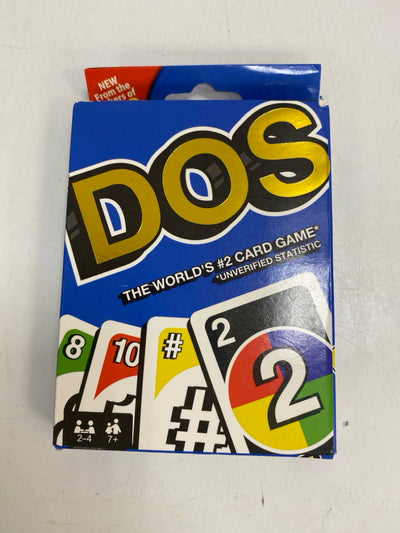 NEW
From the
DOS
THE WORLD'S #2 CARD GAME*
*UNVERIFIED STATISTIC
8
10
#
2
2
#
2-4 7+